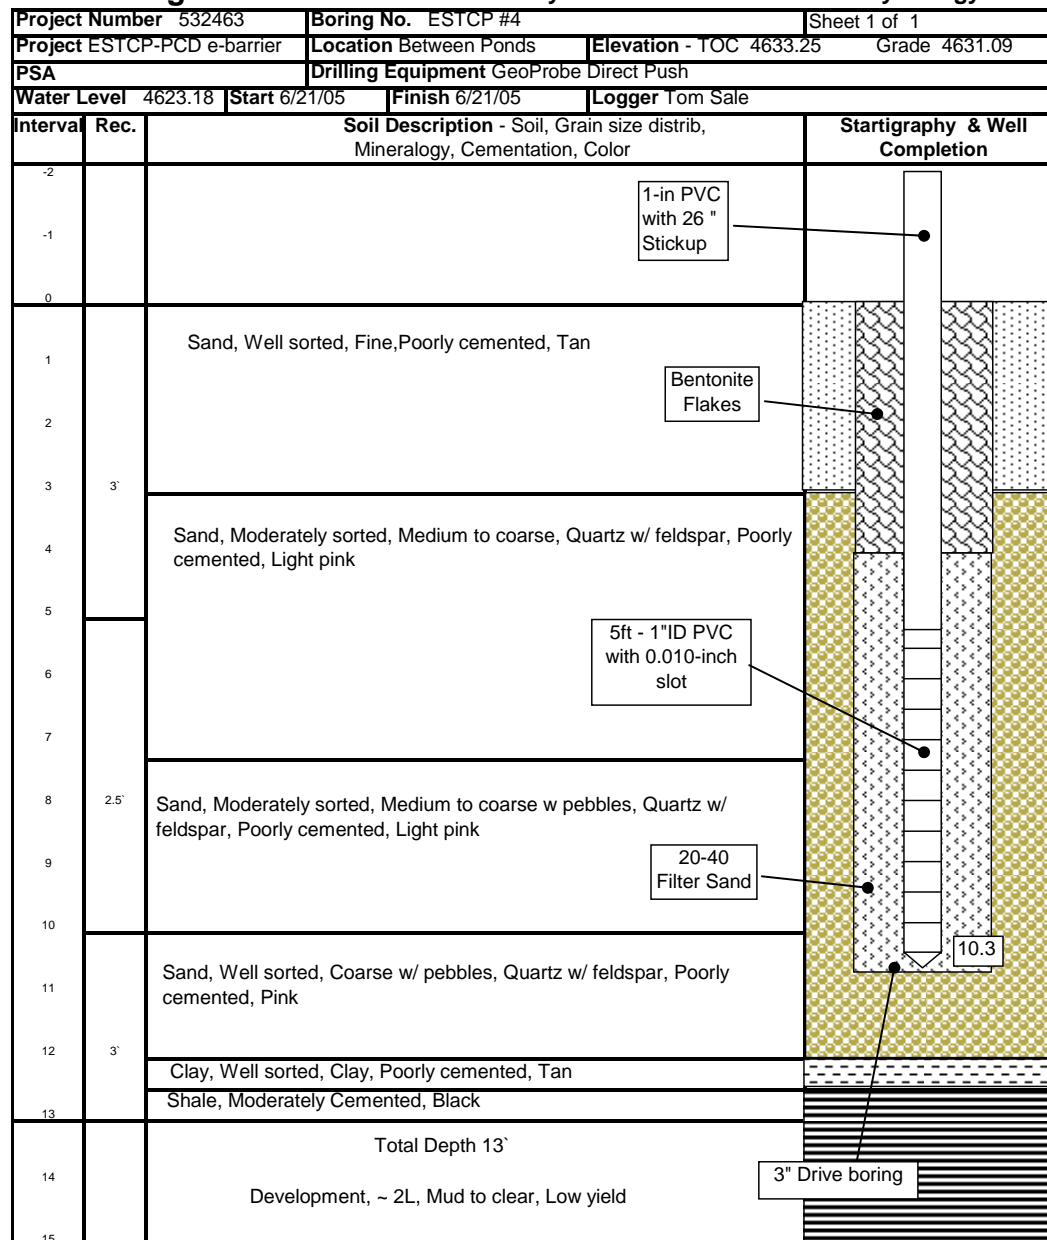 Project Number 532463 Boring No. ESTCP #4 Sheet 1 of 1
Project ESTCP-PCD e-barrier Location Between Ponds Elevation - TOC 4633.25 Grade 4631.09
PSA Drilling Equipment GeoProbe Direct Push
Water Level 4623.18 Start 6/21/05 Finish 6/21/05 Logger Tom Sale
Interval Rec. Soil Description - Soil, Grain size distrib,
Mineralogy, Cementation, Color
Startigraphy & Well
Completion
-2
1-in PVC
with 26 "
Stickup
-1
0
Sand, Well sorted, Fine,Poorly cemented, Tan
1
Bentonite
Flakes
2
3 3`
Sand, Moderately sorted, Medium to coarse, Quartz w/ feldspar, Poorly
cemented, Light pink
4
5
5ft - 1"ID PVC
with 0.010-inch
slot
6
7
8 2.5`
Sand, Moderately sorted, Medium to coarse w pebbles, Quartz w/
feldspar, Poorly cemented, Light pink
20-40
Filter Sand
9
10
10.3
Sand, Well sorted, Coarse w/ pebbles, Quartz w/ feldspar, Poorly
cemented, Pink
11
12 3`
Clay, Well sorted, Clay, Poorly cemented, Tan
Shale, Moderately Cemented, Black
13
Total Depth 13`
14
3" Drive boring
Development, ~ 2L, Mud to clear, Low yield
15